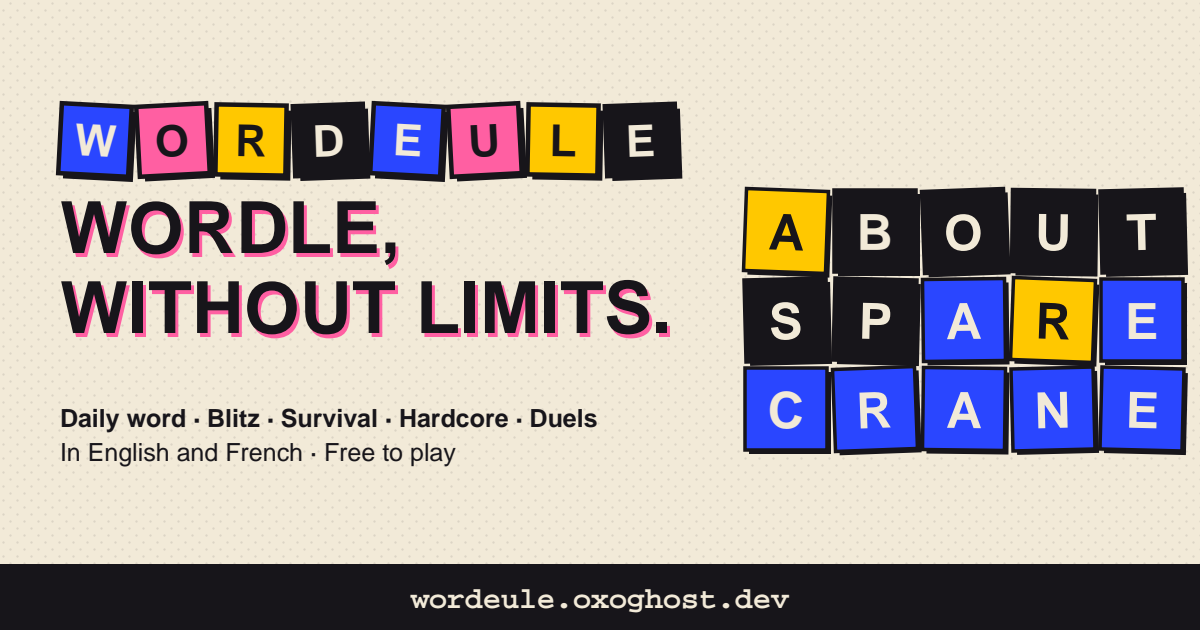 WORDEULE
WORDLE,
WITHOUT LIMITS.
Daily word · Blitz · Survival · Hardcore · Duels
In English and French · Free to play
ABOUT
SPARE
CRANE
wordeule.oxoghost.dev